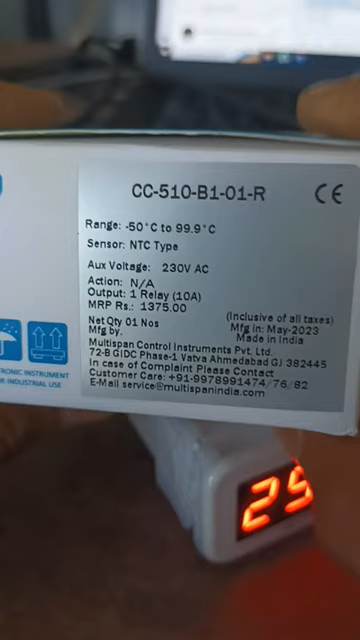 CC-510-B1-01-R CE
Range: -50°C to 99.9°C
Sensor: NTC Type
Aux Voltage: 230V AC
Action: N/A
Output: 1 Relay (10A)
MRP Rs.: 1375.00
(Inclusive of all taxes)
Net Qty 01 Nos
Mfg in: May-2023
Mfg by.
Made in India
Multispan Control Instruments Pvt. Ltd.
72-B GIDC Phase-1 Vatva Ahmedabad GJ 382445
In case of Complaint Please Contact
Customer Care: +91-9978991474/76/82
E-Mail service@multispanindia.com
INSTRUMENT
INDUSTRIAL USE
25